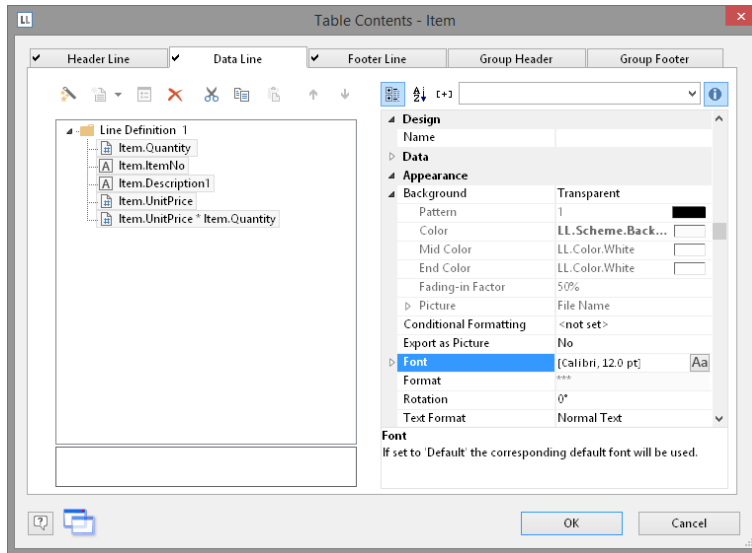 LL Table Contents - Item x
Header Line Data Line Footer Line Group Header Group Footer
A Z [+]
Line Definition 1
# Item.Quantity
A Item.ItemNo
A Item.Description1
# Item.UnitPrice
# Item.UnitPrice * Item.Quantity
Design
Name
Data
Appearance
Background Transparent
Pattern 1
Color LL.Scheme.Back...
Mid Color LL.Color.White
End Color LL.Color.White
Fading-in Factor 50%
Picture File Name
Conditional Formatting <not set>
Export as Picture No
Font [Calibri, 12.0 pt] Aa
Format ***
Rotation 0°
Text Format Normal Text
Font
If set to 'Default' the corresponding default font will be used.
? OK Cancel